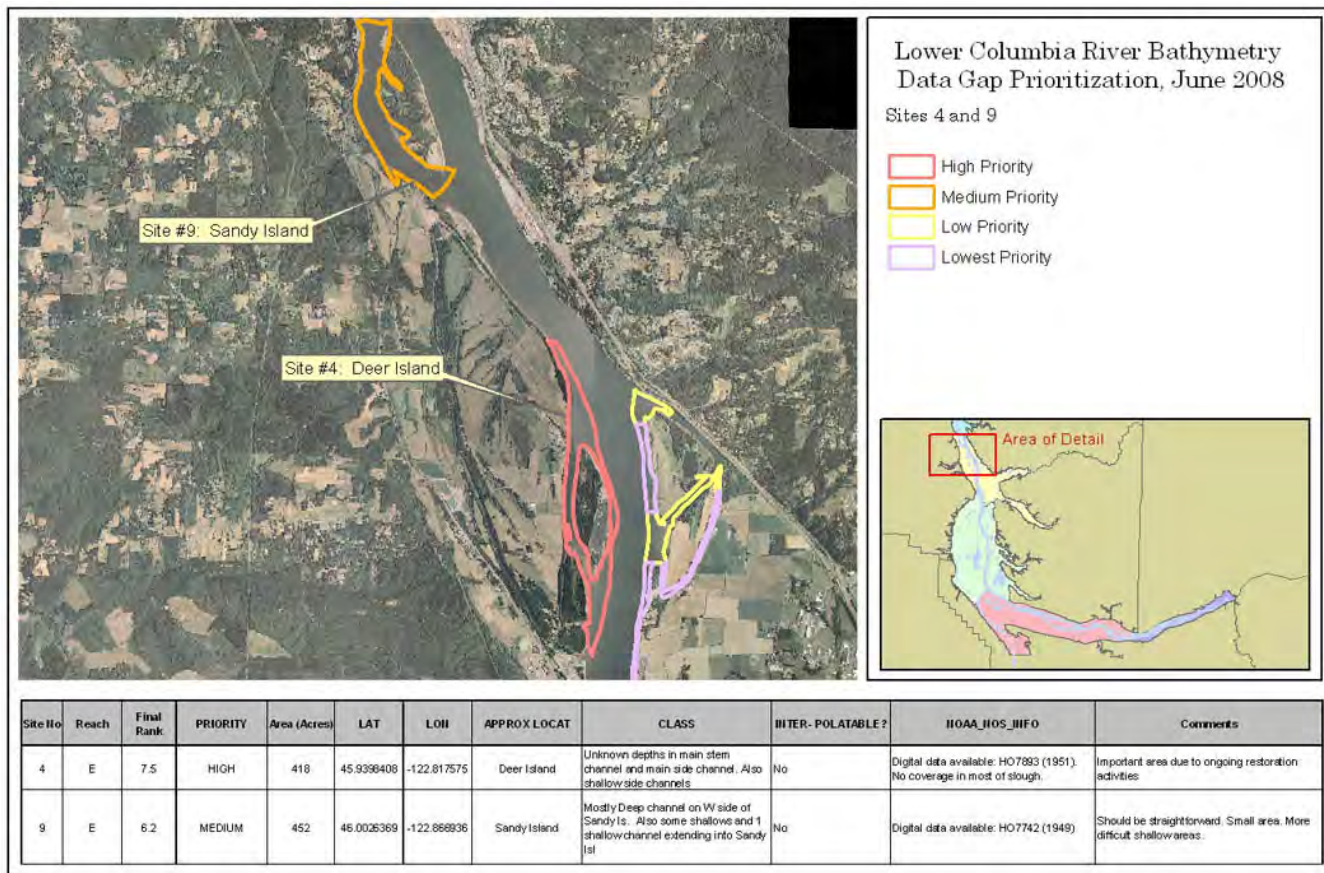 Lower Columbia River Bathymetry
Data Gap Prioritization, June 2008
Sites 4 and 9
High Priority
Medium Priority
Low Priority
Lowest Priority
Site #9: Sandy Island
Site #4: Deer Island
Area of Detail
Site No Reach Final Rank PRIORITY Area (Acres) LAT LON APPROX LOCAT CLASS INTER- POLATABLE? NOAA_NOS_INFO Comments
4 E 7.5 HIGH 418 45.9398408 -122.817575 Deer Island
Unknown depths in main stem
channel and main side channel. Also
shallow side channels
No
Digital data available: HO7893 (1951).
No coverage in most of slough.
Important area due to ongoing restoration
activities
9 E 6.2 MEDIUM 452 46.0026369 -122.866936 Sandy Island
Mostly Deep channel on W side of
Sandy Is. Also some shallows and 1
shallow channel extending into Sandy
Isl
No
Digital data available: HO7742 (1949)
Should be straightforward. Small area. More
difficult shallow areas.